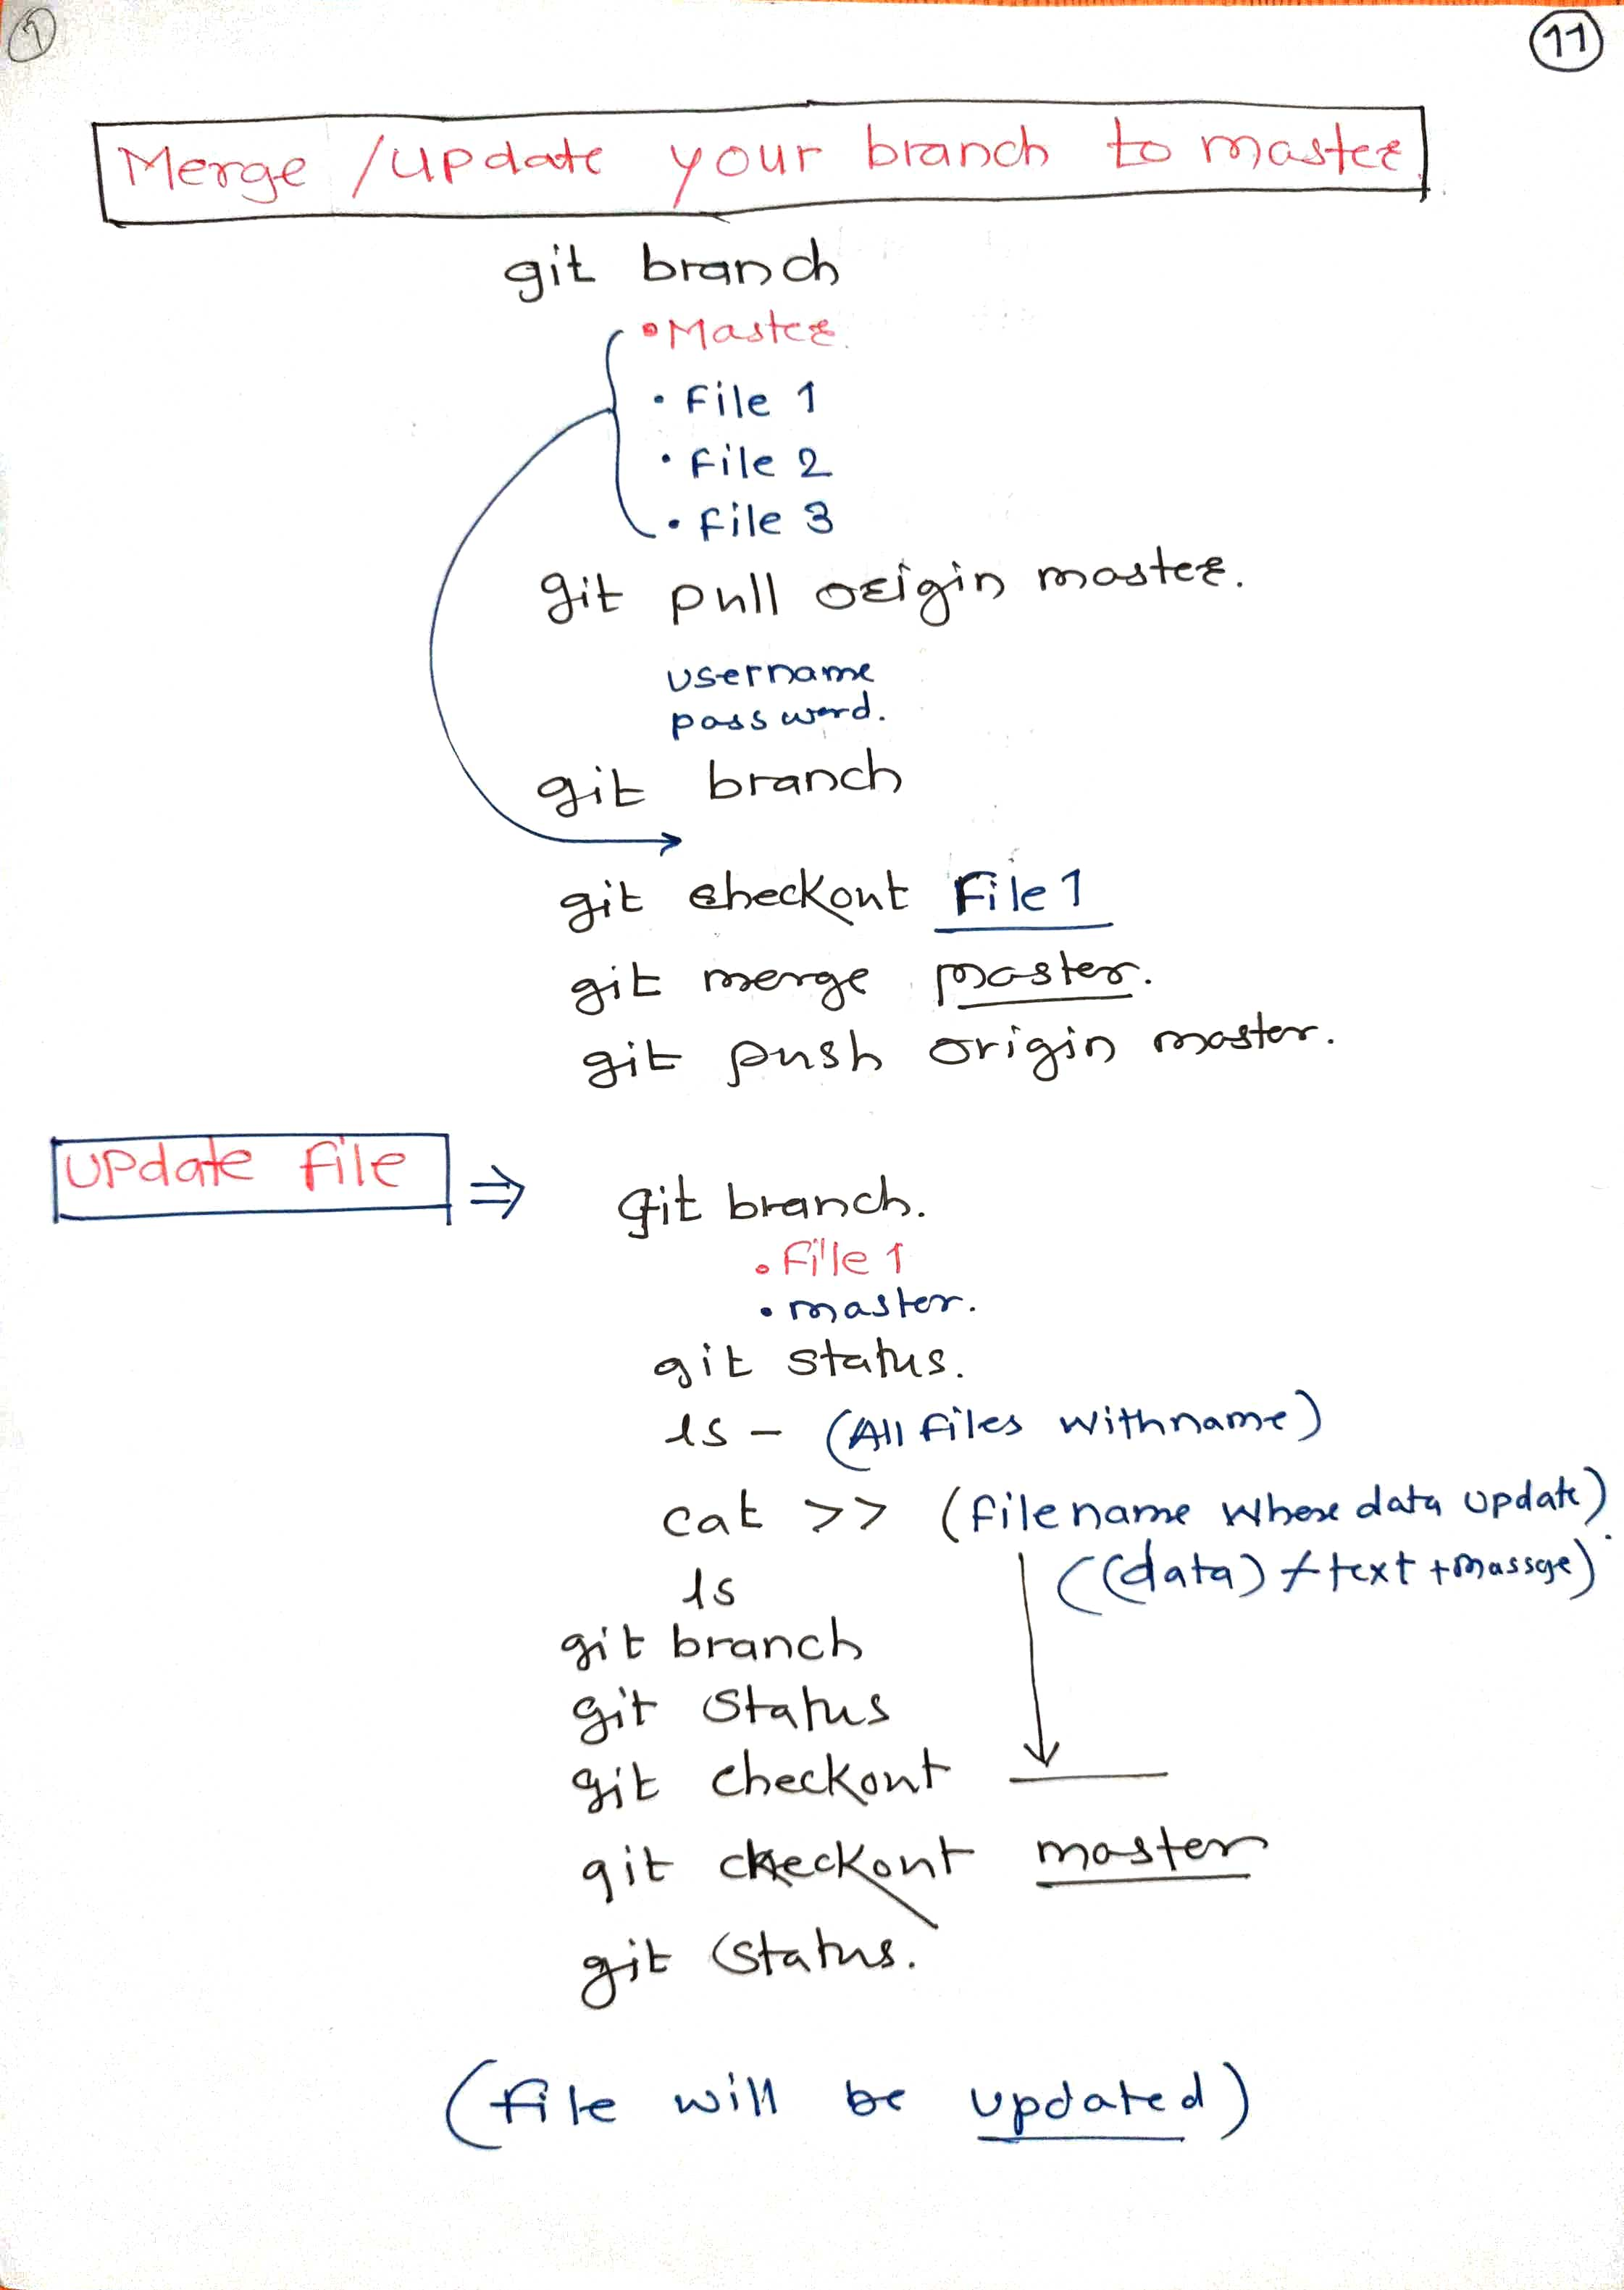 1
11
Merge / update your branch to master.
git branch
• Master.
• File 1
• File 2
• File 3
git pull origin master.
username
password.
git branch
git checkout File 1
git merge master.
git push origin master.
UPdate file ⇒ git branch.
• File 1
• master.
git status.
ls - (All files with name)
cat >> (file name where data update).
((data) + text + massge)
ls
git branch
git Status
git checkout ____
git checkout master
git status.
(file will be updated)